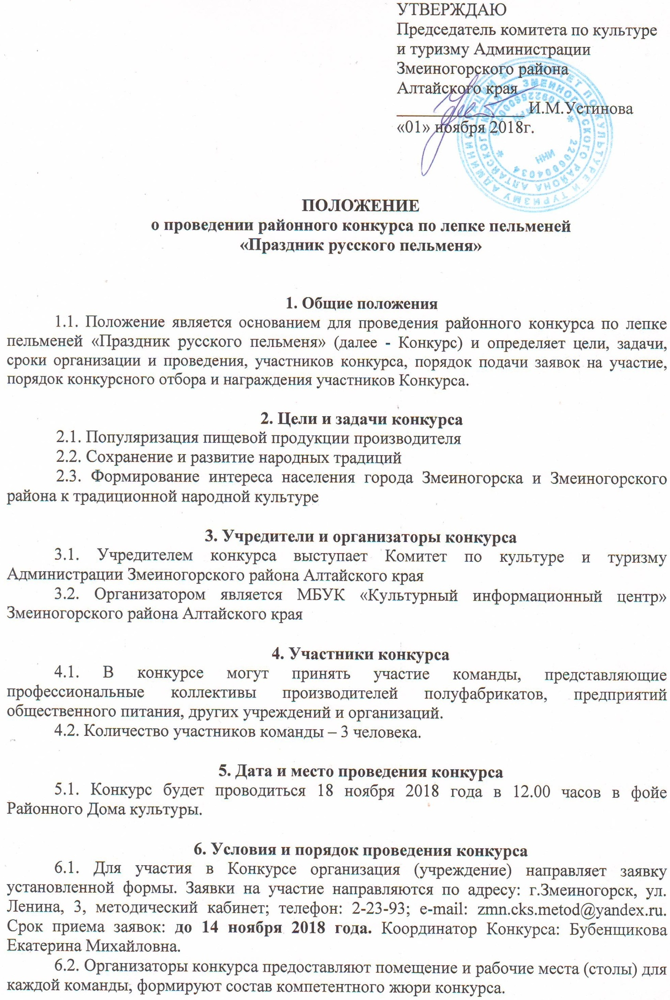 УТВЕРЖДАЮ
Председатель комитета по культуре
и туризму Администрации
Змеиногорского района
Алтайского края
И.М.Устинова
«01» ноября 2018г.
ПОЛОЖЕНИЕ
о проведении районного конкурса по лепке пельменей
«Праздник русского пельменя»
1. Общие положения
1.1. Положение является основанием для проведения районного конкурса по лепке
пельменей «Праздник русского пельменя» (далее - Конкурс) и определяет цели, задачи,
сроки организации и проведения, участников конкурса, порядок подачи заявок на участие,
порядок конкурсного отбора и награждения участников Конкурса.
2. Цели и задачи конкурса
2.1. Популяризация пищевой продукции производителя
2.2. Сохранение и развитие народных традиций
2.3. Формирование интереса населения города Змеиногорска и Змеиногорского
района к традиционной народной культуре
3. Учредители и организаторы конкурса
3.1. Учредителем конкурса выступает Комитет по культуре и туризму
Администрации Змеиногорского района Алтайского края
3.2. Организатором является МБУК «Культурный информационный центр»
Змеиногорского района Алтайского края
4. Участники конкурса
4.1. В конкурсе могут принять участие команды, представляющие
профессиональные коллективы производителей полуфабрикатов, предприятий
общественного питания, других учреждений и организаций.
4.2. Количество участников команды – 3 человека.
5. Дата и место проведения конкурса
5.1. Конкурс будет проводиться 18 ноября 2018 года в 12.00 часов в фойе
Районного Дома культуры.
6. Условия и порядок проведения конкурса
6.1. Для участия в Конкурсе организация (учреждение) направляет заявку
установленной формы. Заявки на участие направляются по адресу: г.Змеиногорск, ул.
Ленина, 3, методический кабинет; телефон: 2-23-93; e-mail: zmn.cks.metod@yandex.ru.
Срок приема заявок: до 14 ноября 2018 года. Координатор Конкурса: Бубенщикова
Екатерина Михайловна.
6.2. Организаторы конкурса предоставляют помещение и рабочие места (столы) для
каждой команды, формируют состав компетентного жюри конкурса.
ПО КУЛЬТУРЕ И ТУРИЗМУ
ЗМЕИНОГОРСКОГО РАЙОНА АЛТАЙСКОГО
ИНН
2206004034